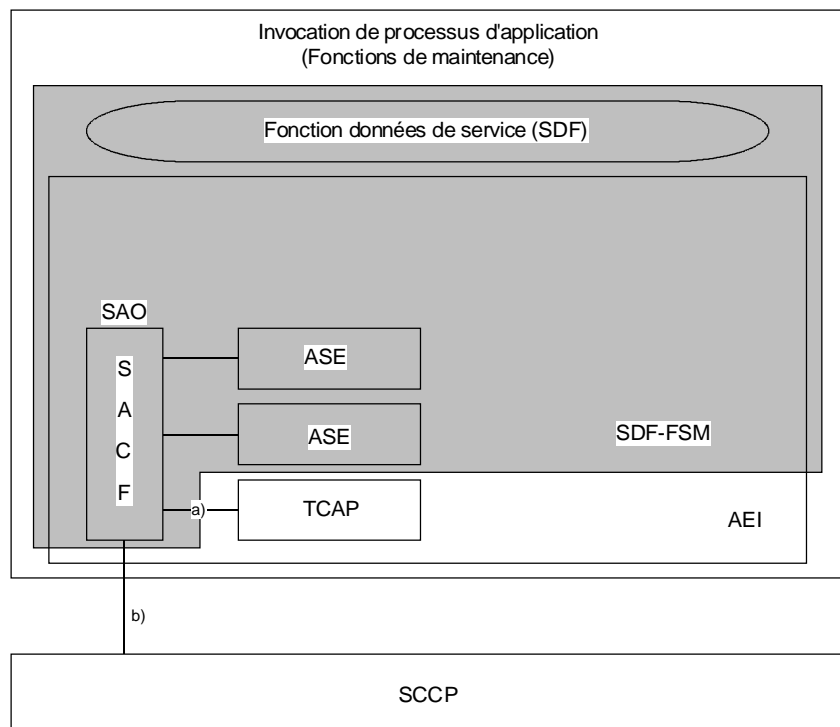 Invocation de processus d'application
(Fonctions de maintenance)
Fonction données de service (SDF)
SAO
S
A
C
F
ASE
ASE
SDF-FSM
a)
TCAP
AEI
b)
SCCP